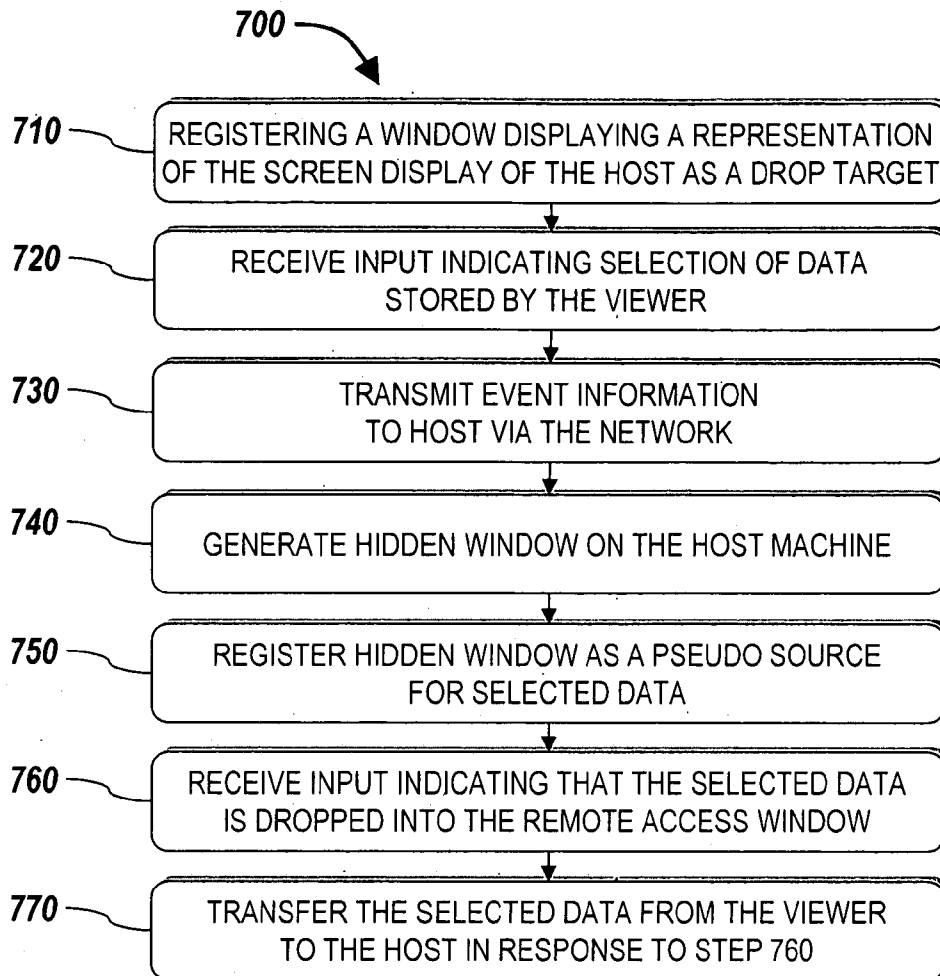 700
710
REGISTERING A WINDOW DISPLAYING A REPRESENTATION
OF THE SCREEN DISPLAY OF THE HOST AS A DROP TARGET
720
RECEIVE INPUT INDICATING SELECTION OF DATA
STORED BY THE VIEWER
730
TRANSMIT EVENT INFORMATION
TO HOST VIA THE NETWORK
740
GENERATE HIDDEN WINDOW ON THE HOST MACHINE
750
REGISTER HIDDEN WINDOW AS A PSEUDO SOURCE
FOR SELECTED DATA
760
RECEIVE INPUT INDICATING THAT THE SELECTED DATA
IS DROPPED INTO THE REMOTE ACCESS WINDOW
770
TRANSFER THE SELECTED DATA FROM THE VIEWER
TO THE HOST IN RESPONSE TO STEP 760